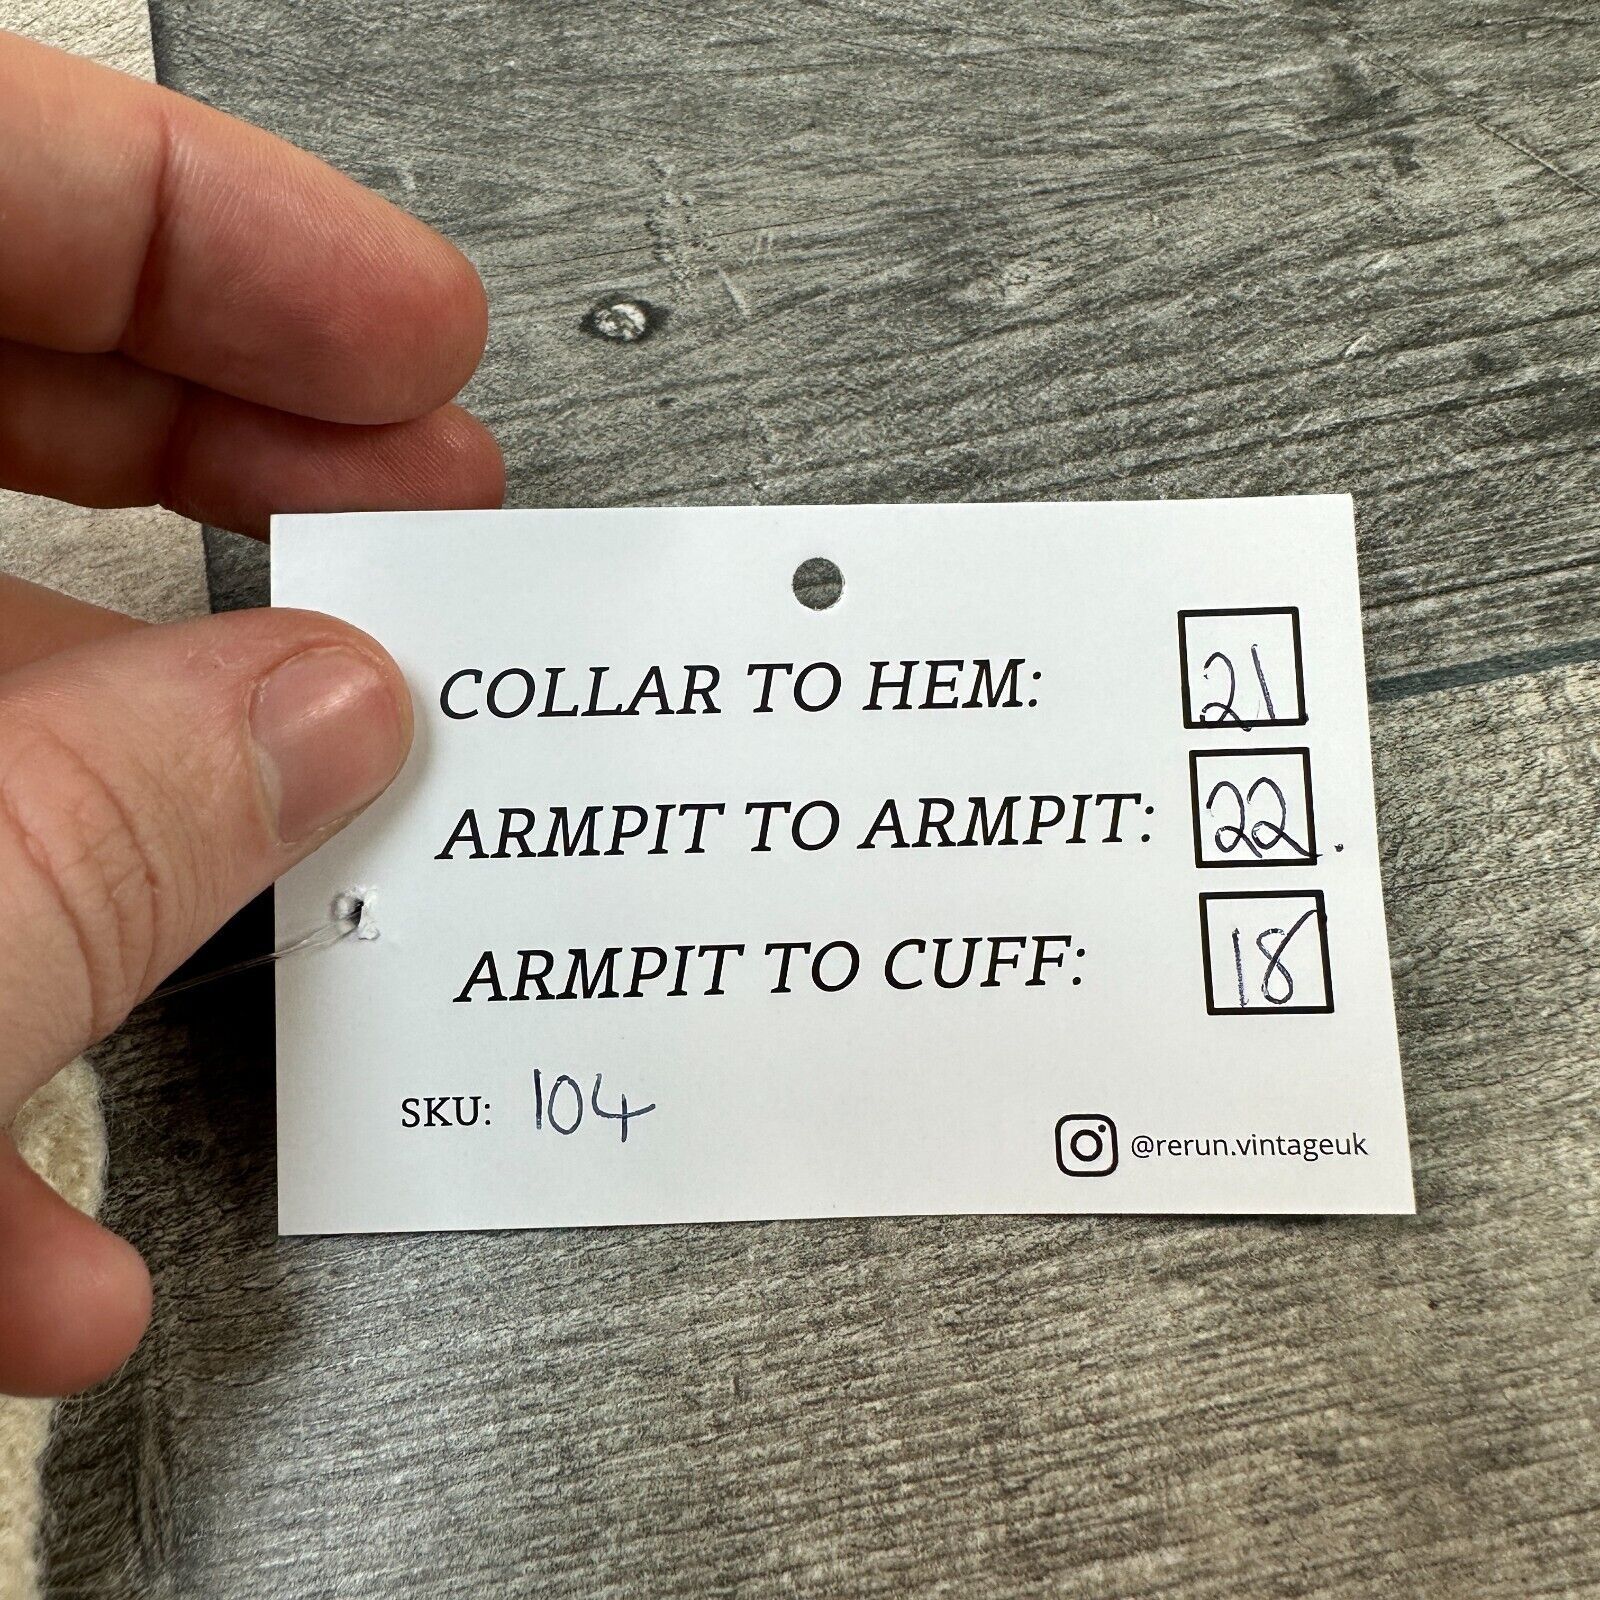 COLLAR TO HEM: 21
ARMPIT TO ARMPIT: 22.
ARMPIT TO CUFF: 18
SKU: 104
@rerun.vintageuk